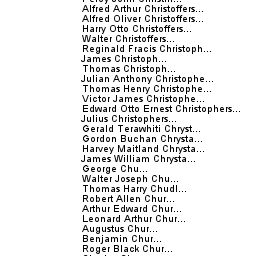 Alfred Arthur Christoffers...
Alfred Oliver Christoffers...
Harry Otto Christoffers...
Walter Christoffers...
Reginald Fracis Christoph...
James Christoph...
Thomas Christoph...
Julian Anthony Christophe...
Thomas Henry Christophe...
Victor James Christophe...
Edward Otto Ernest Christophers...
Julius Christophers...
Gerald Terawhiti Chryst...
Gordon Buchan Chrysta...
Harvey Maitland Chrysta...
James William Chrysta...
George Chu...
Walter Joseph Chu...
Thomas Harry Chudl...
Robert Allen Chur...
Arthur Edward Chur...
Leonard Arthur Chur...
Augustus Chur...
Benjamin Chur...
Roger Black Chur...